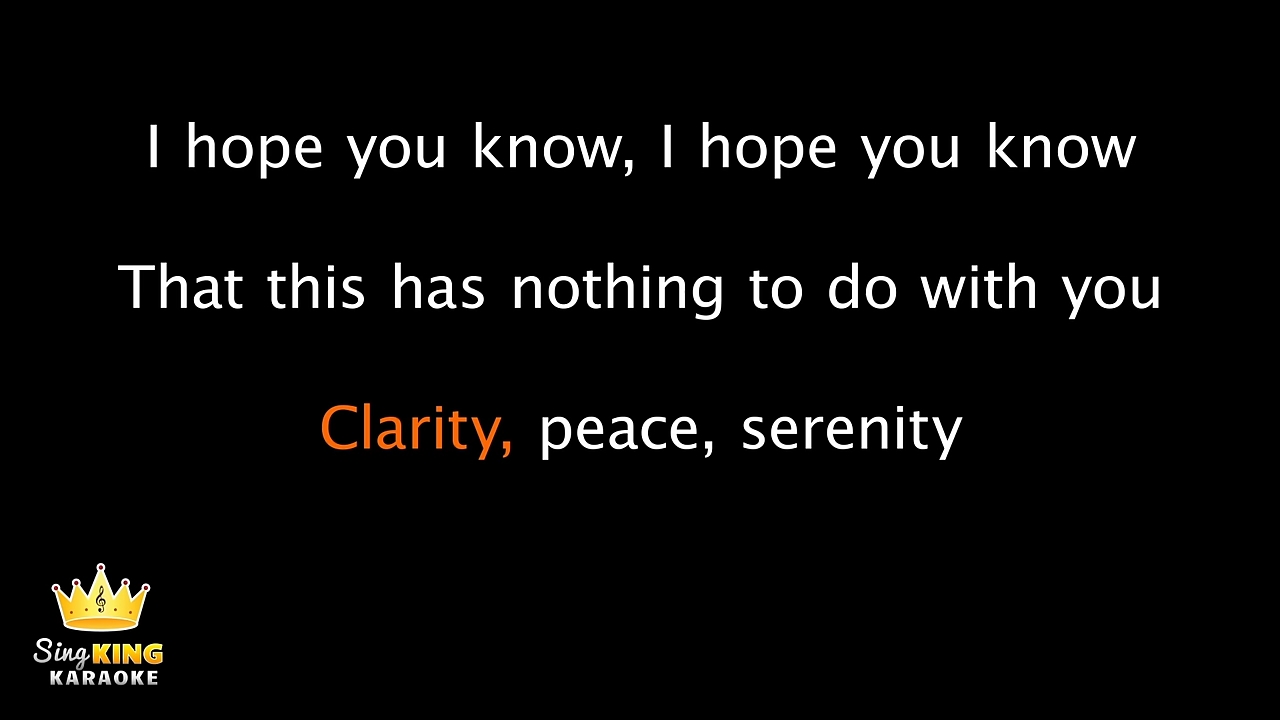 I hope you know, I hope you know
That this has nothing to do with you
Clarity, peace, serenity
Sing KING
KARAOKE